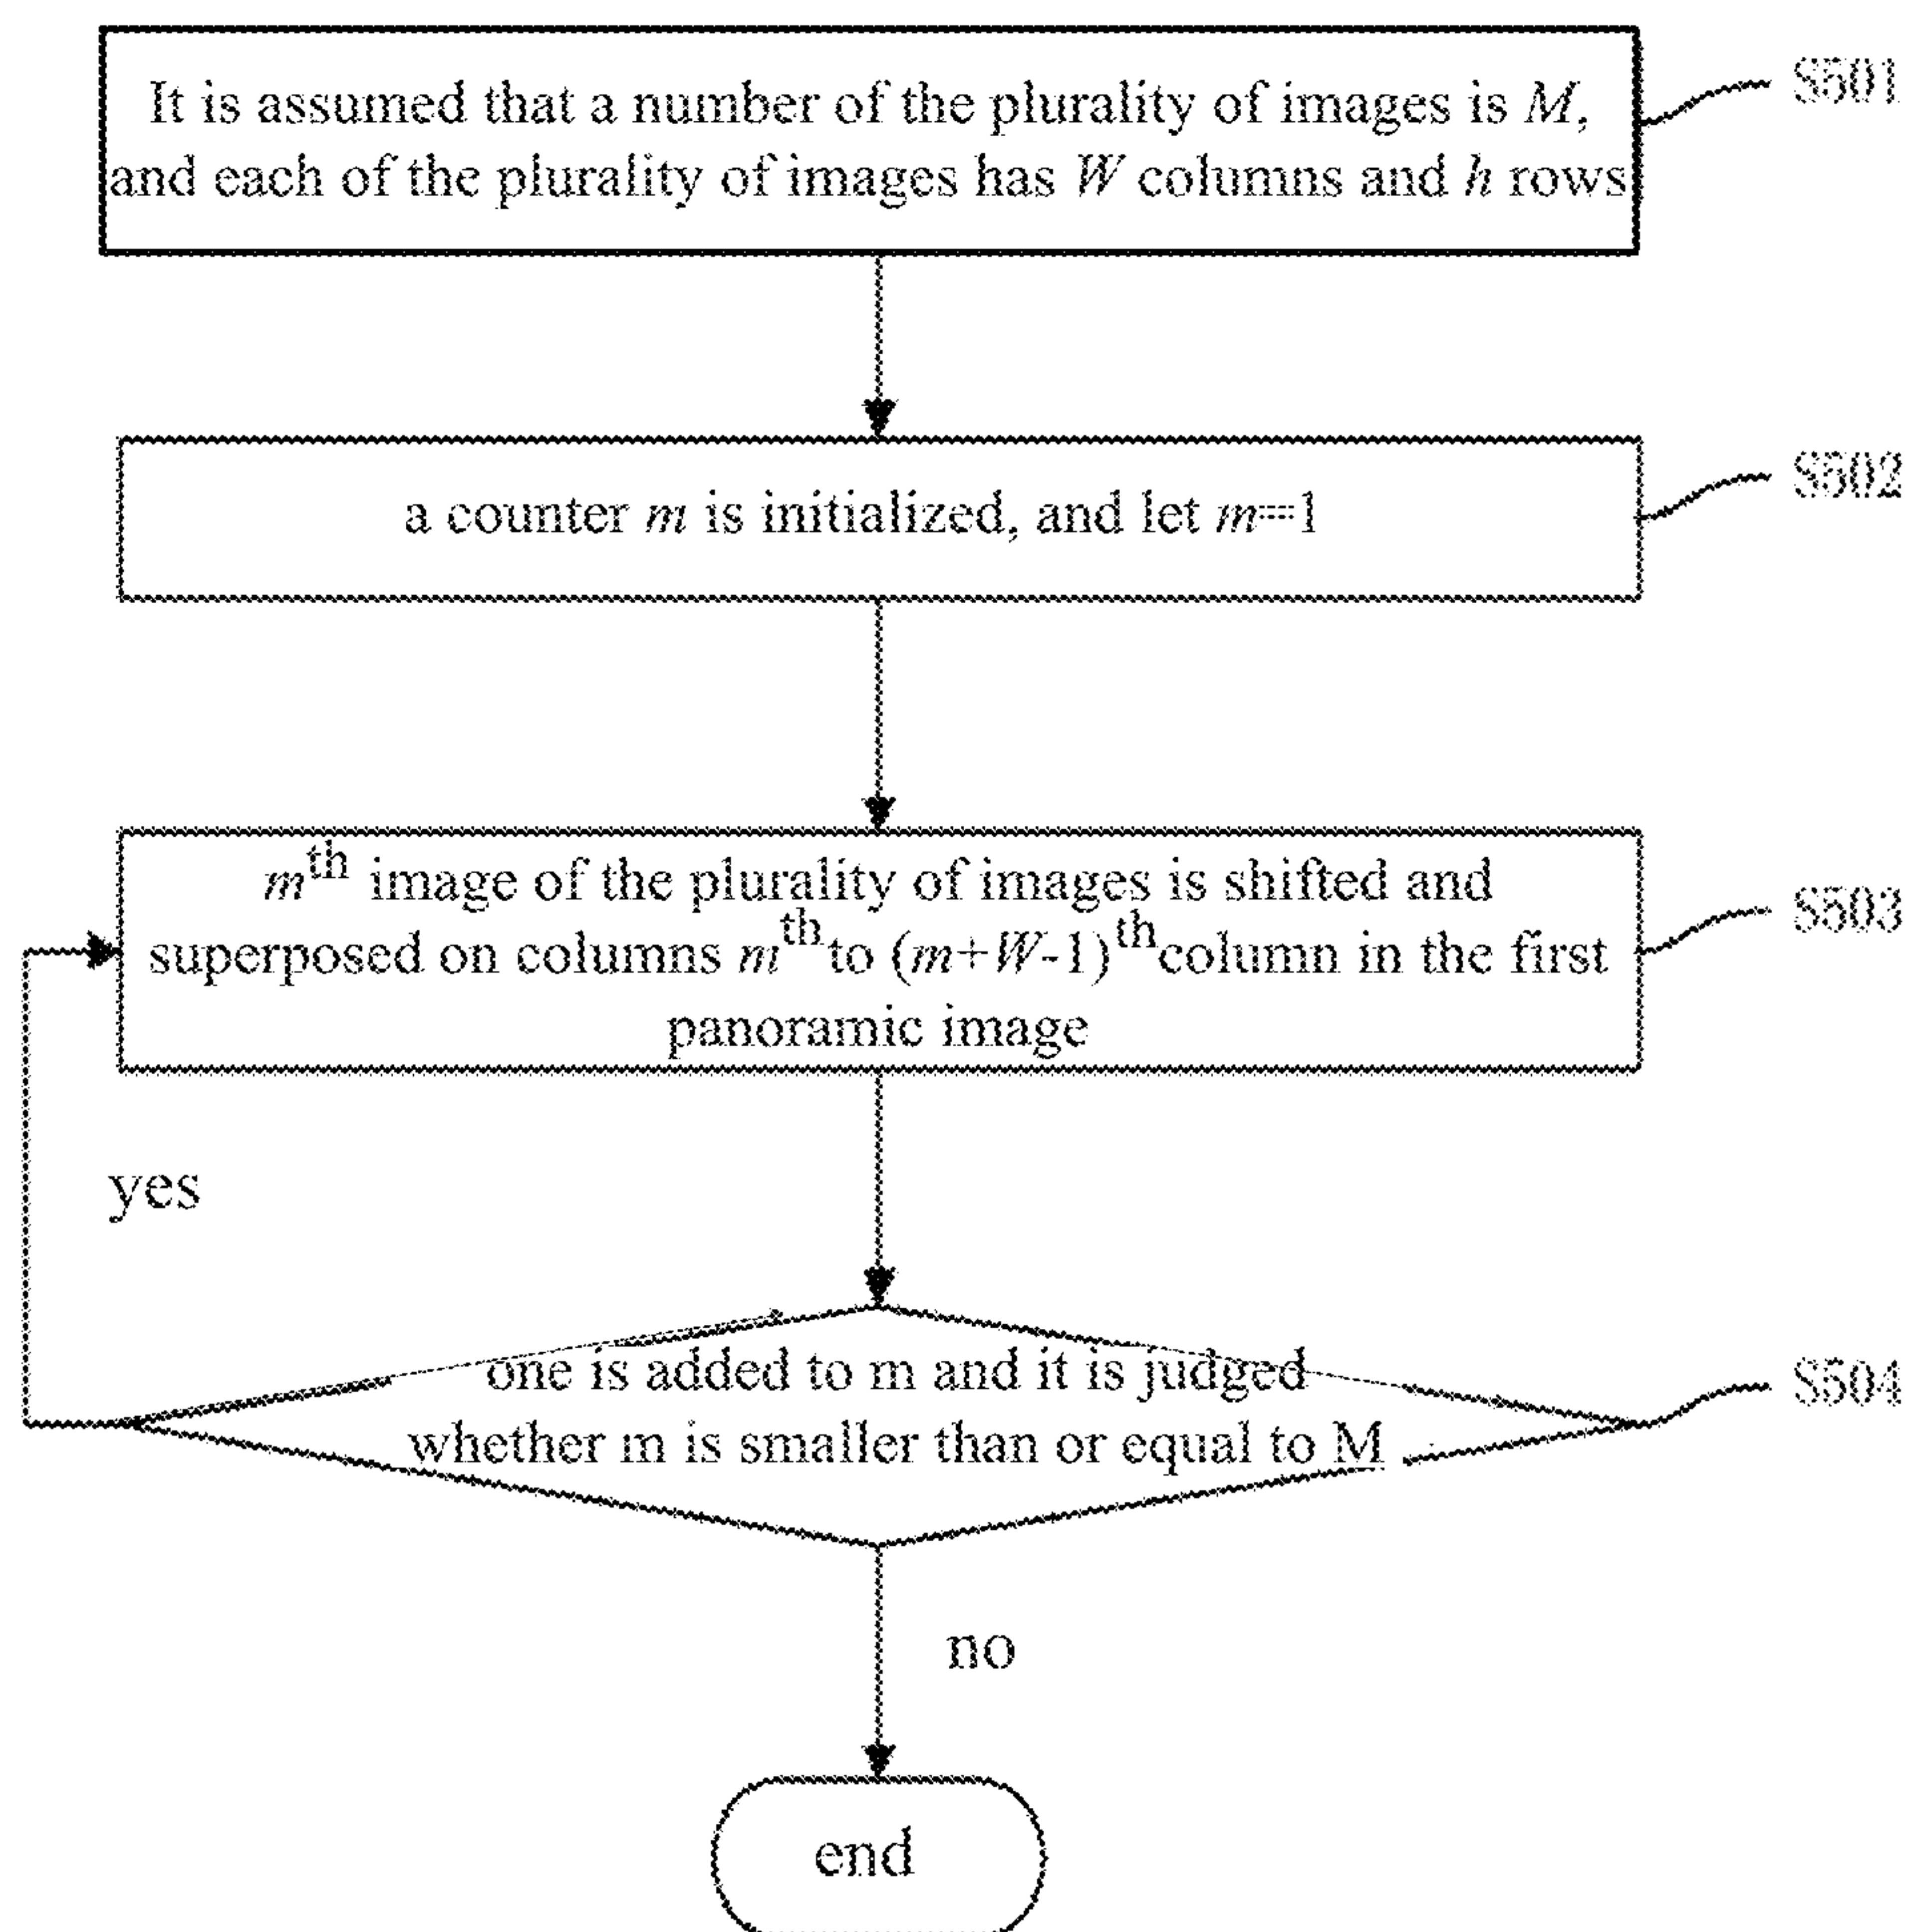 It is assumed that a number of the plurality of images is M,
and each of the plurality of images has W columns and h rows
S501
a counter m is initialized, and let m=1
S502
mth image of the plurality of images is shifted and
superposed on columns mth to (m+W-1)th column in the first
panoramic image
S503
yes
one is added to m and it is judged
whether m is smaller than or equal to M
S504
no
end